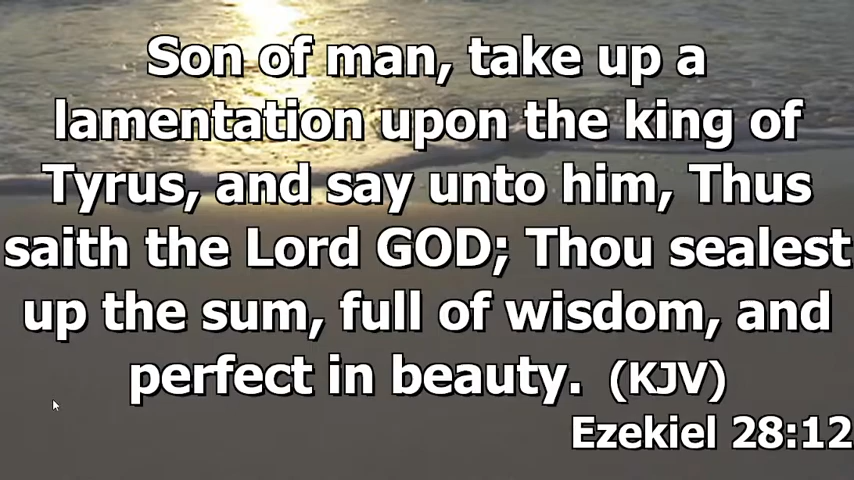 Son of man, take up a
lamentation upon the king of
Tyrus, and say unto him, Thus
saith the Lord GOD; Thou sealest
up the sum, full of wisdom, and
perfect in beauty. (KJV)
Ezekiel 28:12